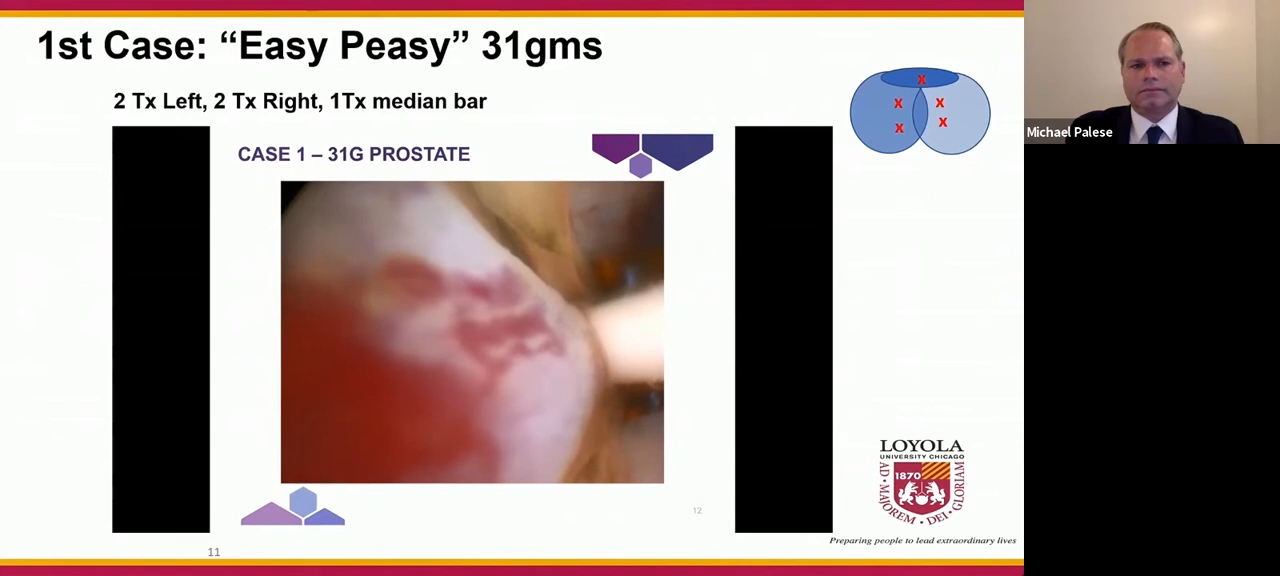 1st Case: “Easy Peasy” 31gms
2 Tx Left, 2 Tx Right, 1Tx median bar
x
x x
x x
Michael Palese
CASE 1 – 31G PROSTATE
LOYOLA
UNIVERSITY CHICAGO
1870
AD • MAJOREM • DEI • GLORIAM
12
Preparing people to lead extraordinary lives
11